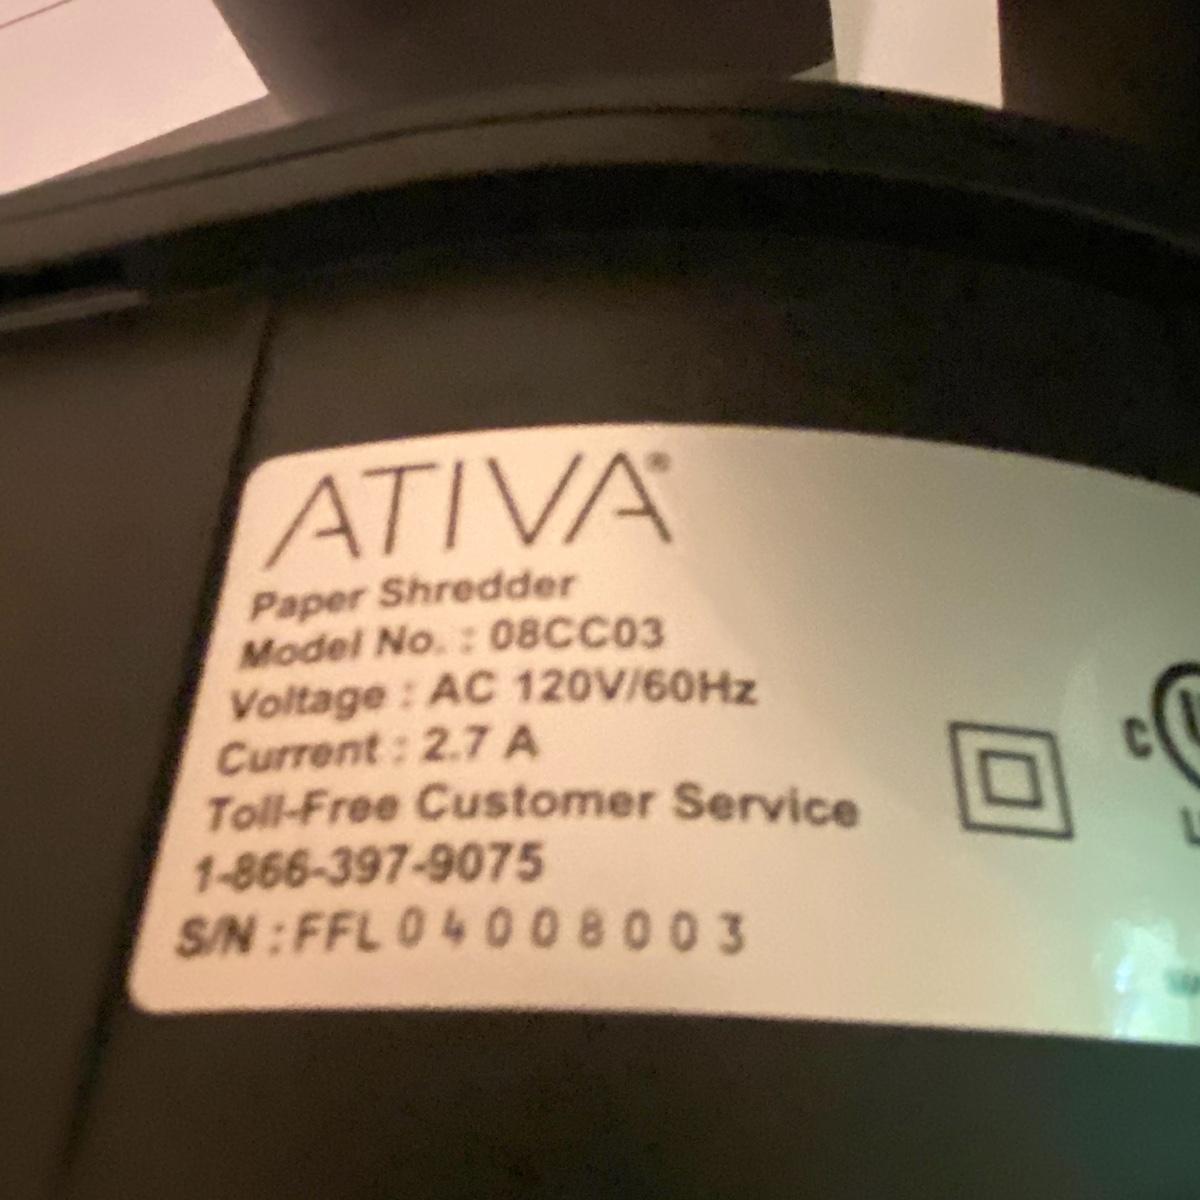 ATIVA®
Paper Shredder
Model No. : 08CC03
Voltage : AC 120V/60Hz
Current : 2.7 A
Toll-Free Customer Service
1-866-397-9075
S/N : FFL 04008003
C